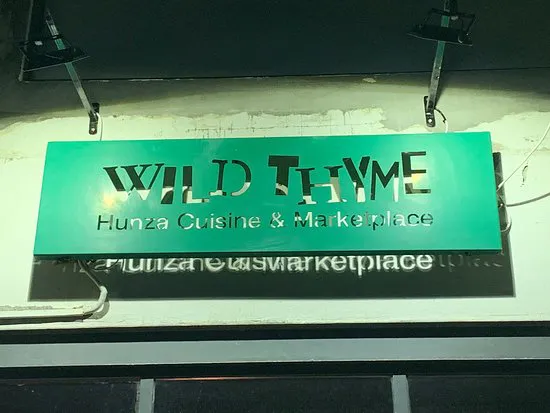 WILD THYME
Hunza Cuisine & Marketplace